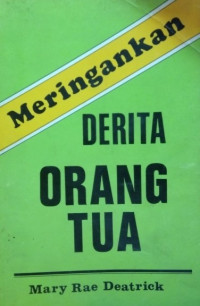 Meringankan
DERITA
ORANG
TUA
Mary Rae Deatrick